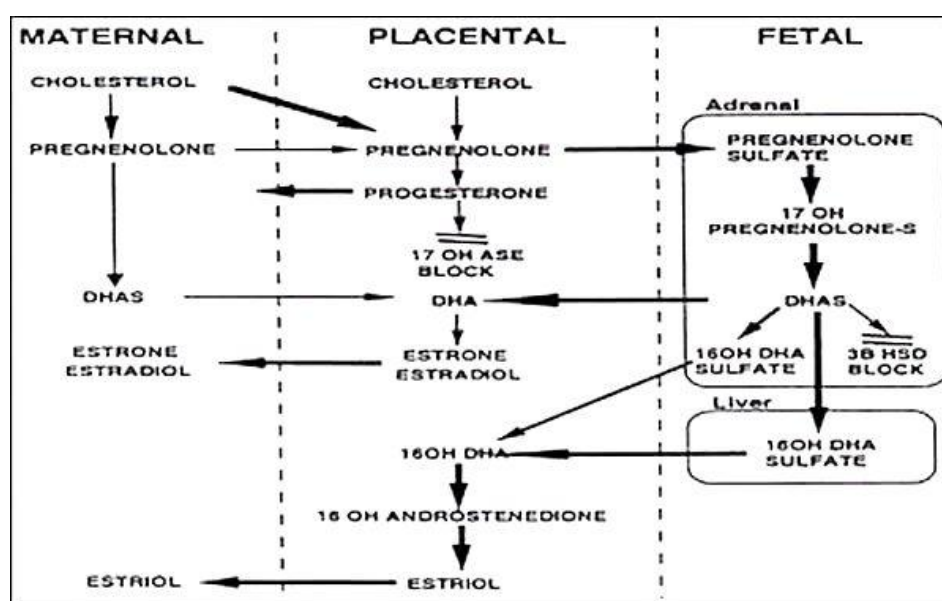 MATERNAL
PLACENTAL
FETAL
CHOLESTEROL
CHOLESTEROL
Adrenal
PREGNENOLONE
PREGNENOLONE
PREGNENOLONE
SULFATE
PROGESTERONE
17 OH
PREGNENOLONE-S
17 OH ASE
BLOCK
DHAS
DHA
DHAS
ESTRONE
ESTRADIOL
ESTRONE
ESTRADIOL
16OH DHA
SULFATE
3B HSD
BLOCK
Liver
16OH DHA
16OH DHA
SULFATE
16 OH ANDROSTENEDIONE
ESTRIOL
ESTRIOL